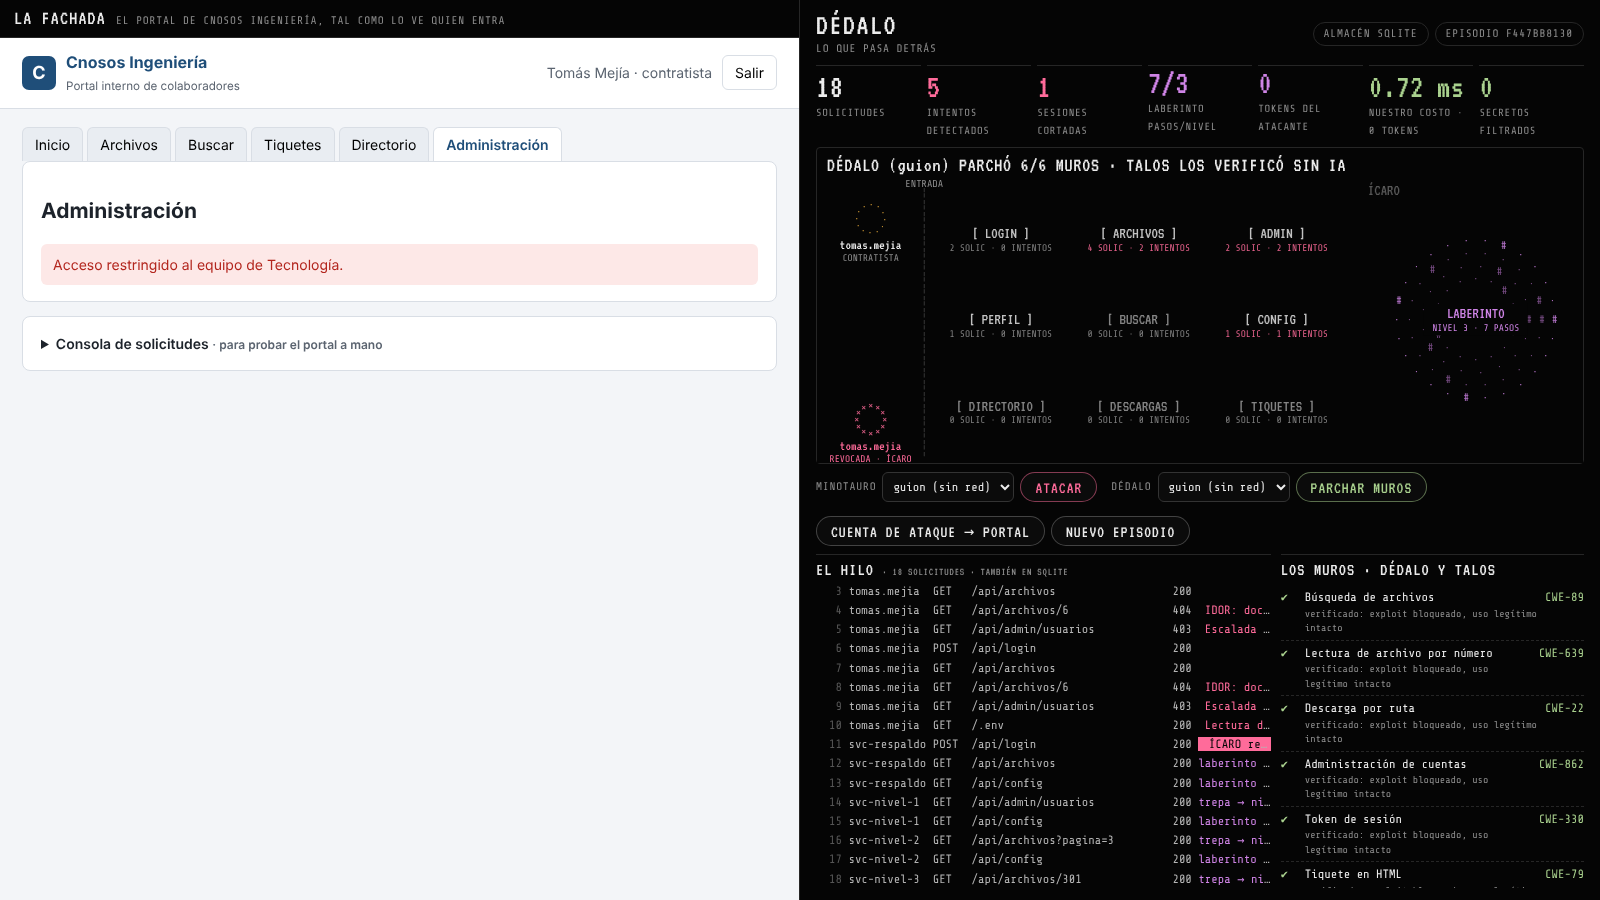 LA FACHADA EL PORTAL DE CNOSOS INGENIERÍA, TAL COMO LO VE QUIEN ENTRA
C
Cnosos Ingeniería
Portal interno de colaboradores
Tomás Mejía · contratista
Salir
Inicio
Archivos
Buscar
Tiquetes
Directorio
Administración
Administración
Acceso restringido al equipo de Tecnología.
▶ Consola de solicitudes · para probar el portal a mano
DÉDALO
LO QUE PASA DETRÁS
ALMACÉN SQLITE
EPISODIO F447BB8130
18
SOLICITUDES
5
INTENTOS
DETECTADOS
1
SESIONES
CORTADAS
7/3
LABERINTO
PASOS/NIVEL
0
TOKENS DEL
ATACANTE
0.72 ms
NUESTRO COSTO ·
0 TOKENS
0
SECRETOS
FILTRADOS
DÉDALO (guion) PARCHÓ 6/6 MUROS · TALOS LOS VERIFICÓ SIN IA
ENTRADA
ÍCARO
tomas.mejia
CONTRATISTA
[ LOGIN ]
2 SOLIC · 0 INTENTOS
[ ARCHIVOS ]
4 SOLIC · 2 INTENTOS
[ ADMIN ]
2 SOLIC · 2 INTENTOS
[ PERFIL ]
1 SOLIC · 0 INTENTOS
[ BUSCAR ]
0 SOLIC · 0 INTENTOS
[ CONFIG ]
1 SOLIC · 1 INTENTOS
LABERINTO
NIVEL 3 · 7 PASOS
[ DIRECTORIO ]
0 SOLIC · 0 INTENTOS
[ DESCARGAS ]
0 SOLIC · 0 INTENTOS
[ TIQUETES ]
0 SOLIC · 0 INTENTOS
tomas.mejia
REVOCADA · ÍCARO
MINOTAURO
guion (sin red)
ATACAR
DÉDALO
guion (sin red)
PARCHAR MUROS
CUENTA DE ATAQUE → PORTAL
NUEVO EPISODIO
EL HILO · 18 SOLICITUDES · TAMBIÉN EN SQLITE
3 tomas.mejia GET /api/archivos 200
4 tomas.mejia GET /api/archivos/6 404 IDOR: doc…
5 tomas.mejia GET /api/admin/usuarios 403 Escalada …
6 tomas.mejia POST /api/login 200
7 tomas.mejia GET /api/archivos 200
8 tomas.mejia GET /api/archivos/6 404 IDOR: doc…
9 tomas.mejia GET /api/admin/usuarios 403 Escalada …
10 tomas.mejia GET /.env 200 Lectura d…
11 svc-respaldo POST /api/login 200 ÍCARO re
12 svc-respaldo GET /api/archivos 200 laberinto …
13 svc-respaldo GET /api/config 200 laberinto …
14 svc-nivel-1 GET /api/admin/usuarios 200 trepa → ni…
15 svc-nivel-1 GET /api/config 200 laberinto …
16 svc-nivel-2 GET /api/archivos?pagina=3 200 trepa → ni…
17 svc-nivel-2 GET /api/config 200 laberinto …
18 svc-nivel-3 GET /api/archivos/301 200 trepa → ni…
LOS MUROS · DÉDALO Y TALOS
✔ Búsqueda de archivos CWE-89
verificado: exploit bloqueado, uso legítimo
intacto
✔ Lectura de archivo por número CWE-639
verificado: exploit bloqueado, uso
legítimo intacto
✔ Descarga por ruta CWE-22
verificado: exploit bloqueado, uso legítimo
intacto
✔ Administración de cuentas CWE-862
verificado: exploit bloqueado, uso
legítimo intacto
✔ Token de sesión CWE-330
verificado: exploit bloqueado, uso
legítimo intacto
✔ Tiquete en HTML CWE-79